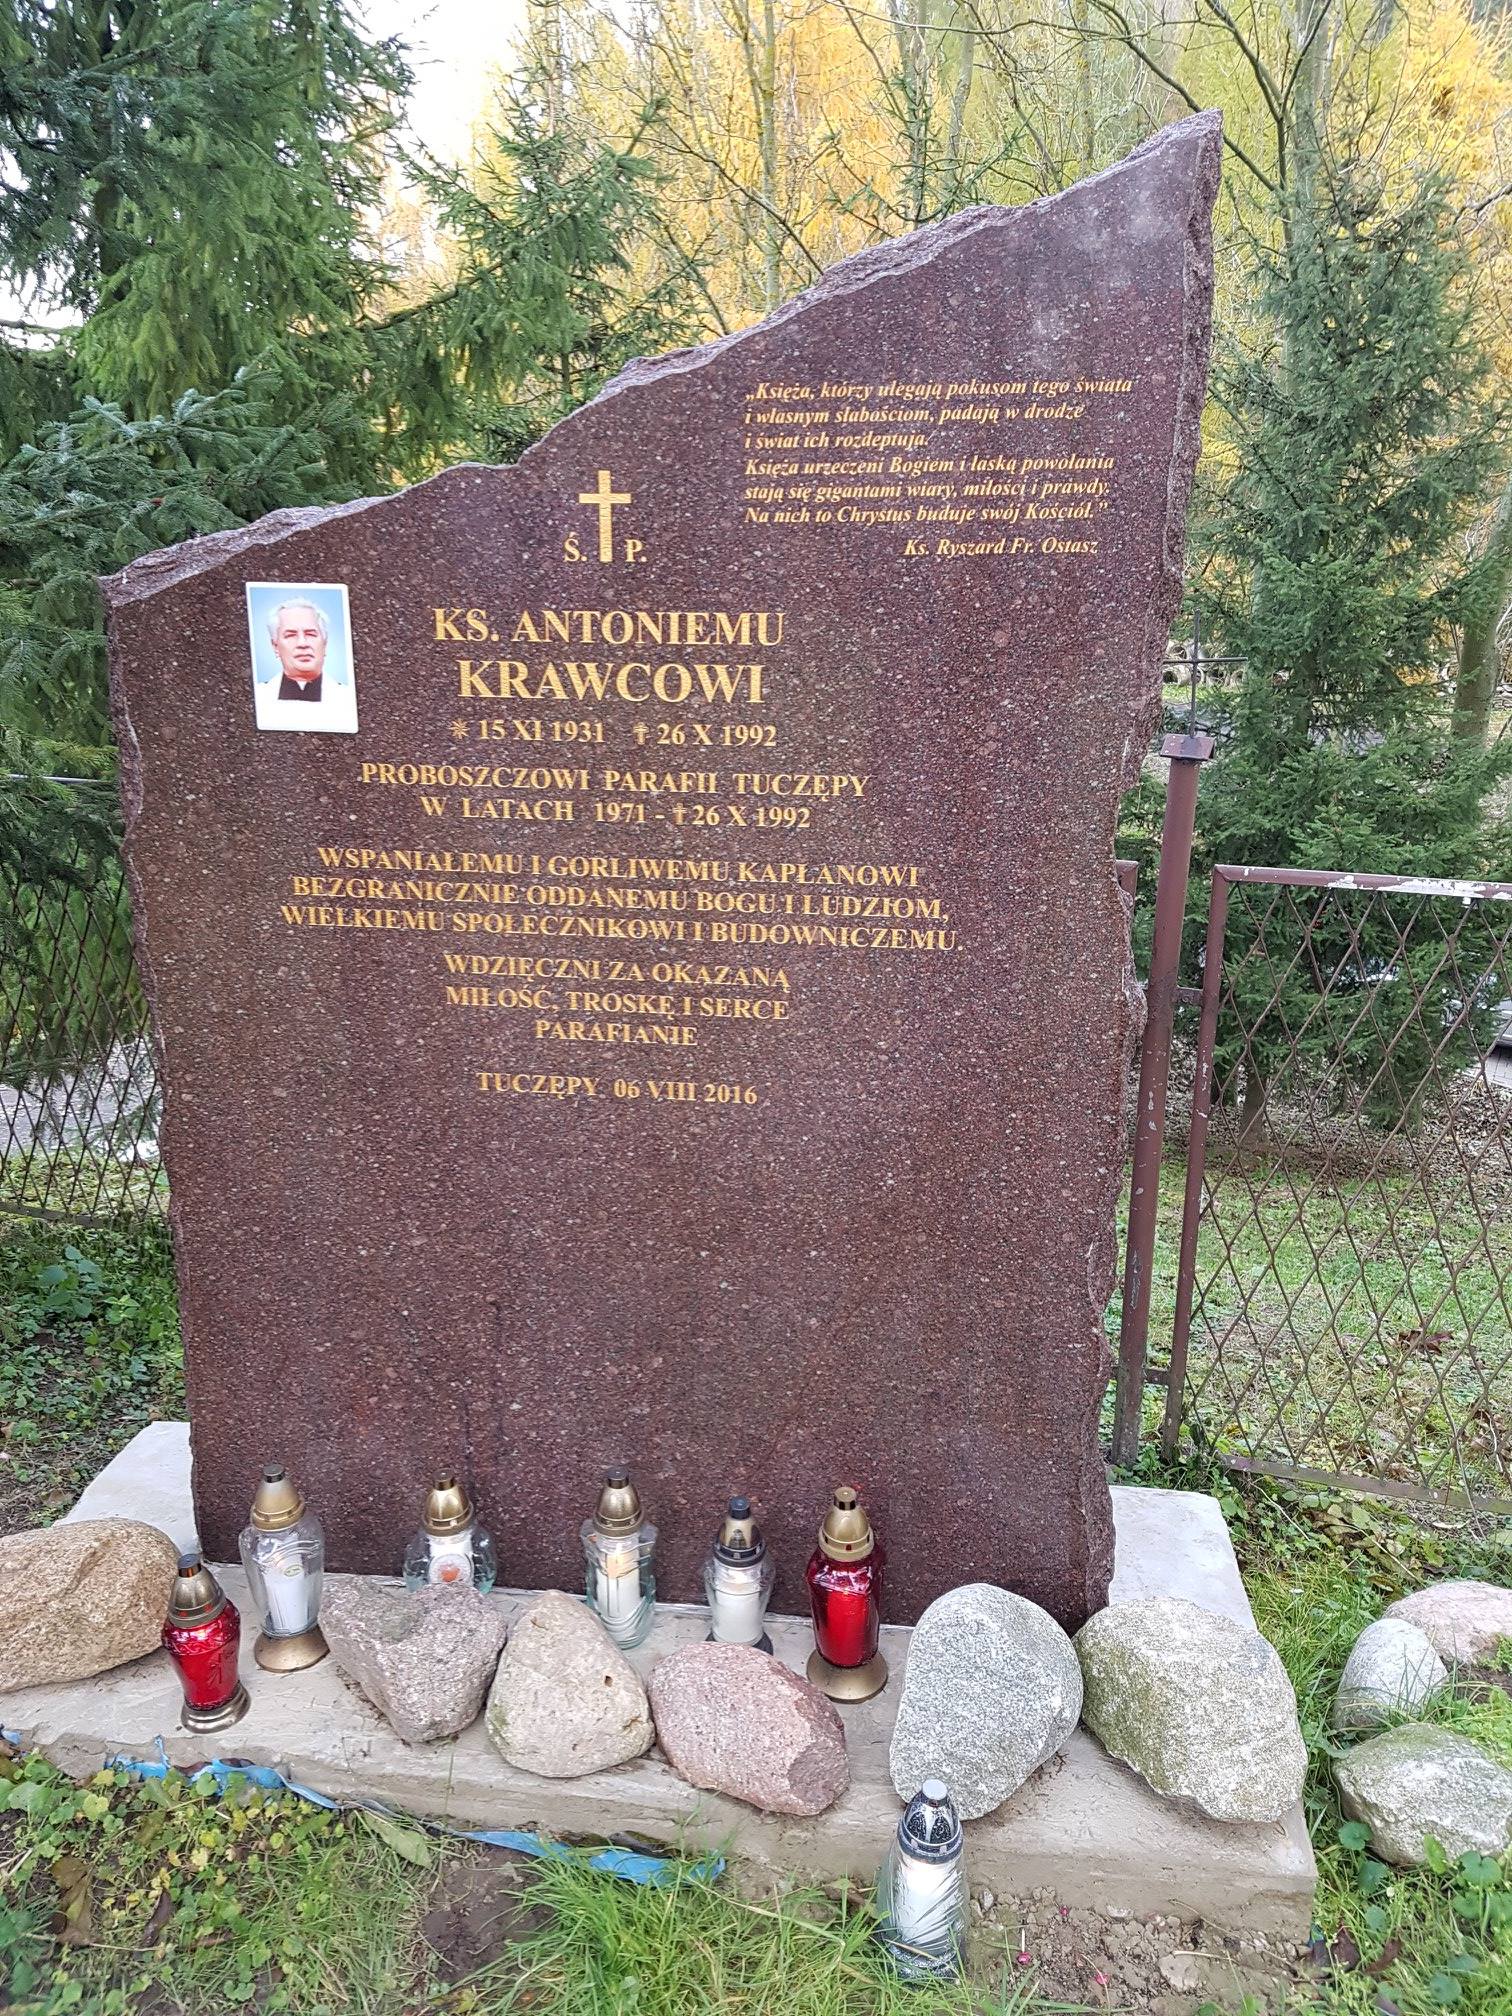 „Księża, którzy ulegają pokusom tego świata
i własnym słabościom, padają w drodze
i świat ich rozdeptuja.
Księża urzeczeni Bogiem i łaską powołania
stają się gigantami wiary, miłości i prawdy.
Na nich to Chrystus buduje swój Kościół.”
Ks. Ryszard Fr. Ostasz
Ś. P.
KS. ANTONIEMU
KRAWCOWI
* 15 XI 1931 † 26 X 1992
PROBOSZCZOWI PARAFII TUCZĘPY
W LATACH 1971 - † 26 X 1992
WSPANIAŁEMU I GORLIWEMU KAPŁANOWI
BEZGRANICZNIE ODDANEMU BOGU I LUDZIOM,
WIELKIEMU SPOŁECZNIKOWI I BUDOWNICZEMU.
WDZIĘCZNI ZA OKAZANĄ
MIŁOŚĆ, TROSKĘ I SERCE
PARAFIANIE
TUCZĘPY 06 VIII 2016